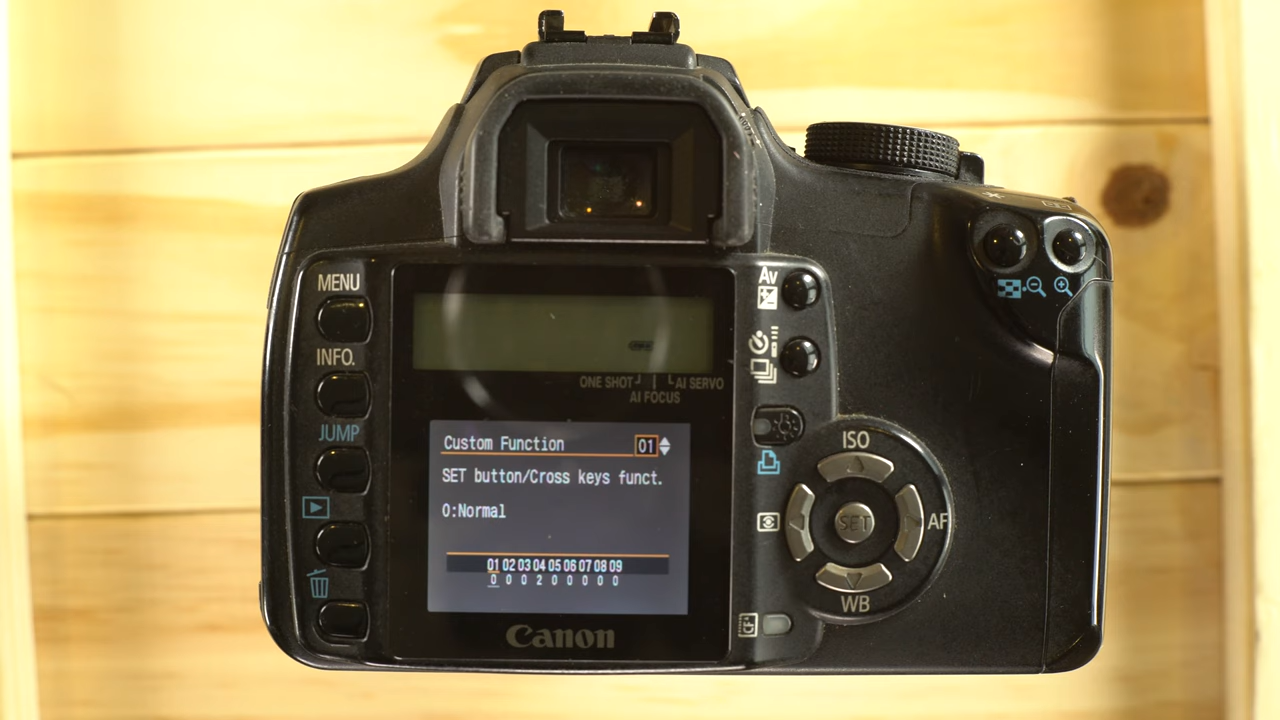 MENU
INFO.
JUMP
ONE SHOT
AI SERVO
AI FOCUS
Custom Function 01
SET button/Cross keys funct.
0:Normal
01 02 03 04 05 06 07 08 09
0 0 0 2 0 0 0 0 0
Canon
Av
ISO
SET
AF
WB
CF